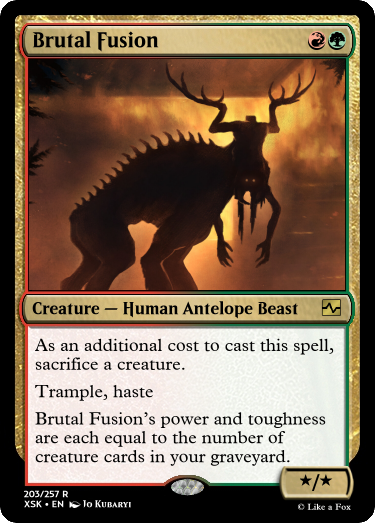 Brutal Fusion
Creature — Human Antelope Beast
As an additional cost to cast this spell,
sacrifice a creature.
Trample, haste
Brutal Fusion's power and toughness
are each equal to the number of
creature cards in your graveyard.
★/★
203/257 R
XSK • EN Jo Kubaryi
© Like a Fox